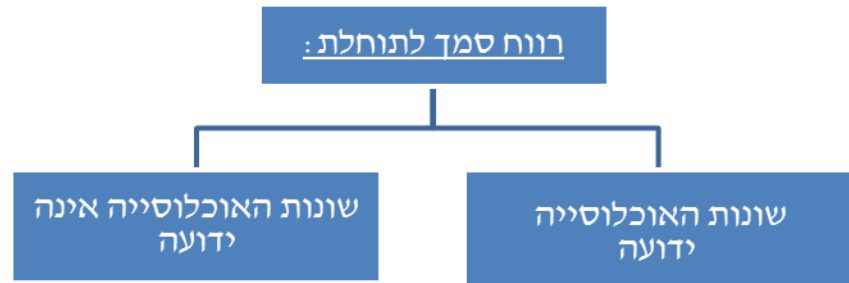 רווח סמך לתוחלת :
שונות האוכלוסייה
ידועה
שונות האוכלוסייה אינה
ידועה